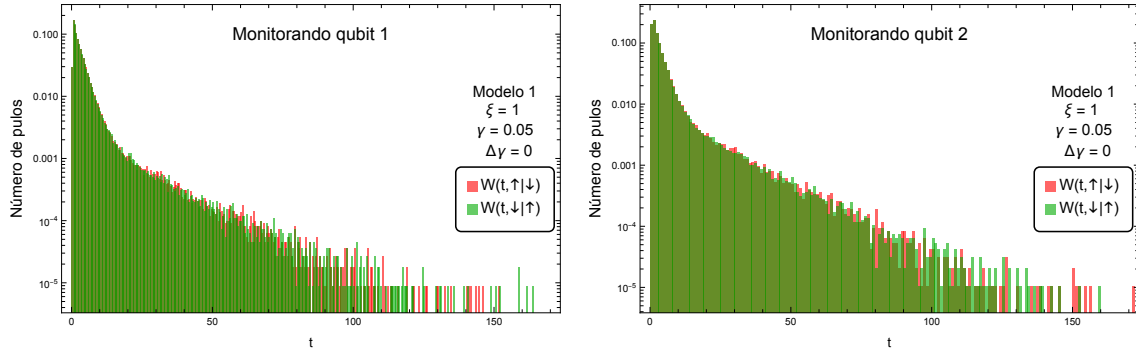 Monitorando qubit 1
Número de pulos
0.100
0.010
0.001
10⁻⁴
10⁻⁵
Modelo 1
ξ = 1
γ = 0.05
Δγ = 0
W(t,↑|↓)
W(t,↓|↑)
0 50 100 150
t
Monitorando qubit 2
Número de pulos
0.100
0.010
0.001
10⁻⁴
10⁻⁵
Modelo 1
ξ = 1
γ = 0.05
Δγ = 0
W(t,↑|↓)
W(t,↓|↑)
0 50 100 150
t